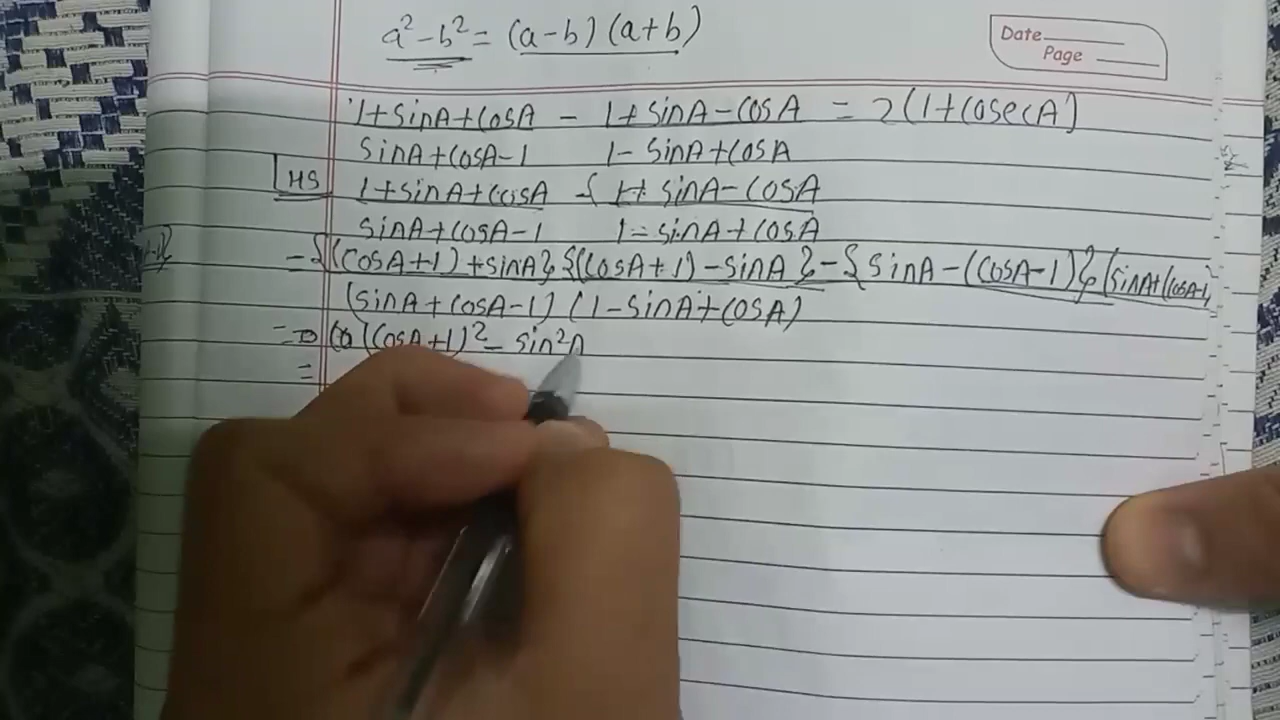 a² - b² = (a-b) (a+b)
Date
Page
1+sinA+cosA - 1+sinA-cosA = 2(1+cosecA)
sinA+cosA-1 1-sinA+cosA
LHS 1+sinA+cosA - { 1+ sinA-cosA
sinA+cosA-1 1-sinA+cosA
= {(cosA+1)+sinA} {(cosA+1)-sinA} - {sinA-(cosA-1)} {sinA+(cosA-1)
(sinA+cosA-1) (1-sinA+cosA)
= (cosA+1)² - sin²A
=